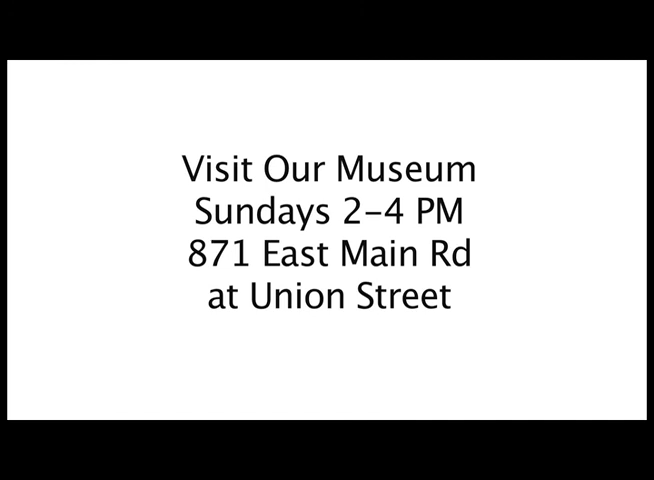 Visit Our Museum
Sundays 2-4 PM
871 East Main Rd
at Union Street